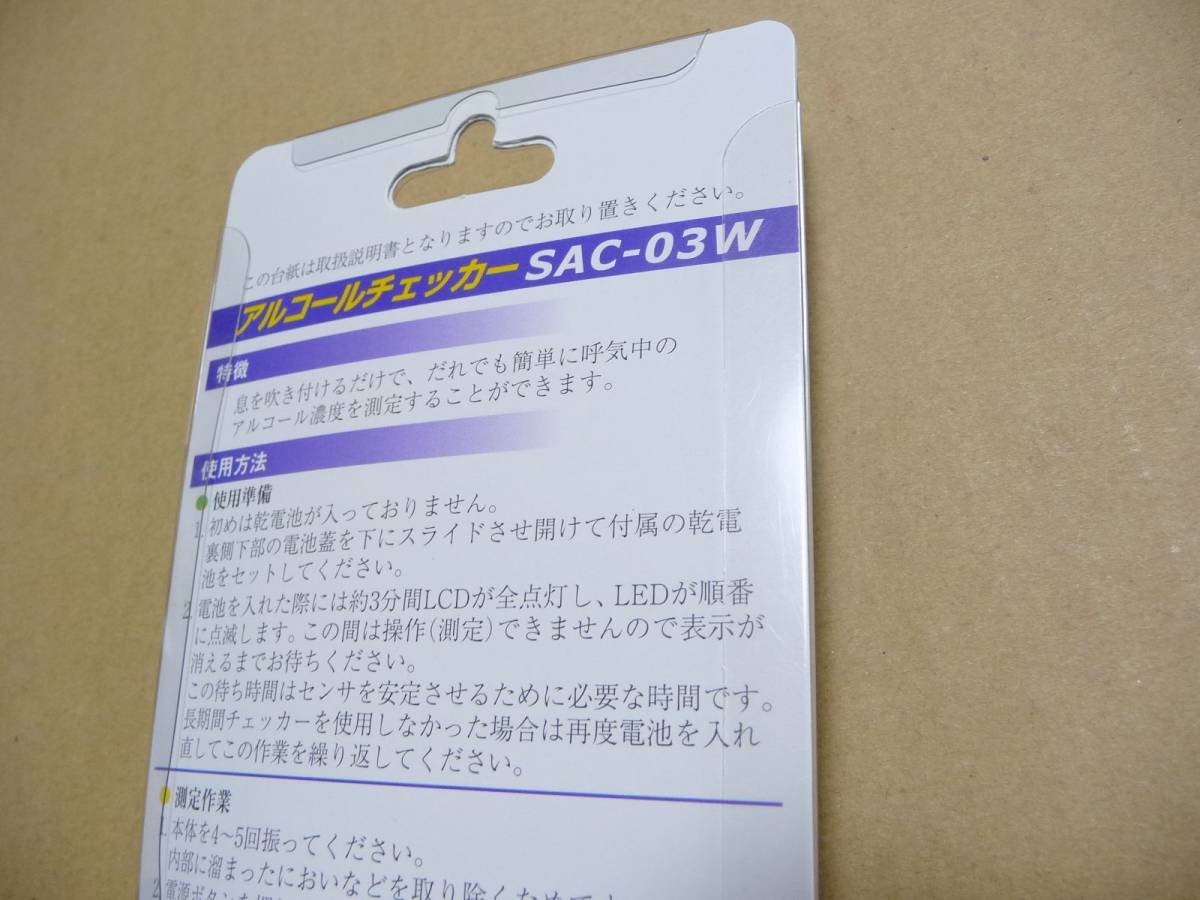 この台紙は取扱説明書となりますのでお取り置きください。
アルコールチェッカー SAC-03W
特徴
息を吹き付けるだけで、だれでも簡単に呼気中の
アルコール濃度を測定することができます。
使用方法
● 使用準備
1. 初めは乾電池が入っておりません。
裏側下部の電池蓋を下にスライドさせ開けて付属の乾電
池をセットしてください。
2. 電池を入れた際には約3分間LCDが全点灯し、LEDが順番
に点滅します。この間は操作(測定)できませんので表示が
消えるまでお待ちください。
この待ち時間はセンサを安定させるために必要な時間です。
長期間チェッカーを使用しなかった場合は再度電池を入れ
直してこの作業を繰り返してください。
● 測定作業
1. 本体を4〜5回振ってください。
内部に溜まったにおいなどを取り除くためです
2. 電源ボタンを